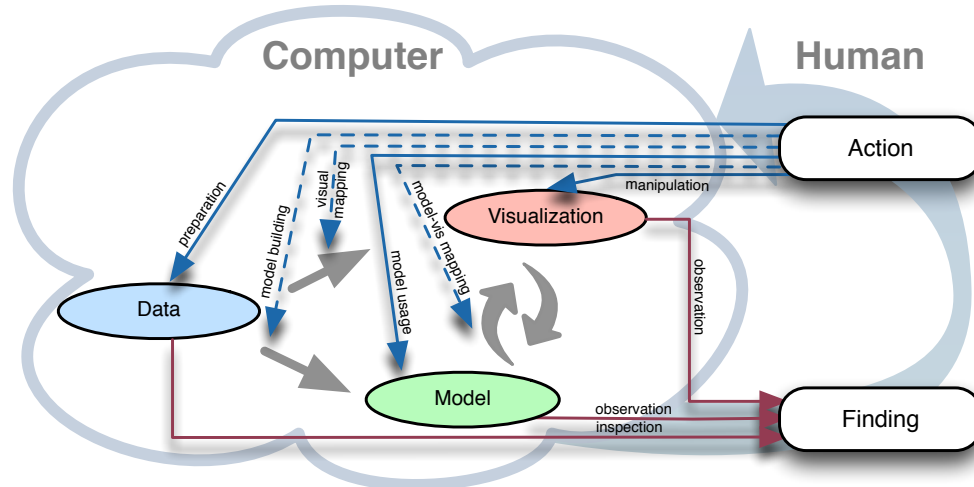 Computer
Human
Action
preparation
model building
visual
mapping
model usage
model-vis mapping
manipulation
Visualization
observation
Data
Model
observation
inspection
Finding